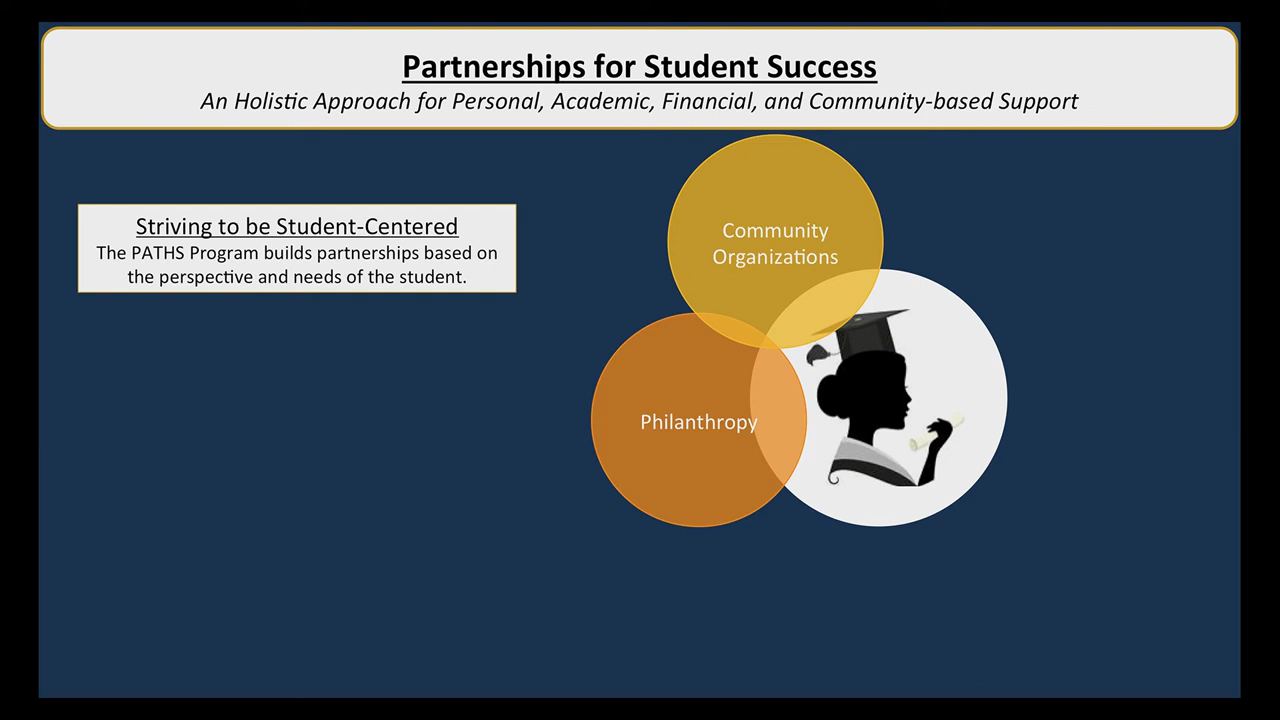 Partnerships for Student Success
An Holistic Approach for Personal, Academic, Financial, and Community-based Support
Striving to be Student-Centered
The PATHS Program builds partnerships based on
the perspective and needs of the student.
Community
Organizations
Philanthropy